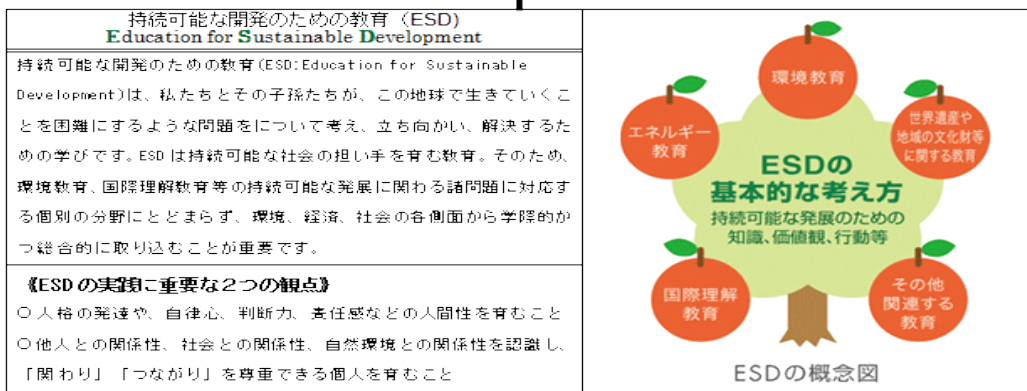 持続可能な開発のための教育（ESD）
Education for Sustainable Development
持続可能な開発のための教育(ESD:Education for Sustainable
Development)は、私たちとその子孫たちが、この地球で生きていくこ
とを困難にするような問題をについて考え、立ち向かい、解決するた
めの学びです。ESDは持続可能な社会の担い手を育む教育。そのため、
環境教育、国際理解教育等の持続可能な発展に関わる諸問題に対応す
る個別の分野にとどまらず、環境、経済、社会の各側面から学際的か
つ総合的に取り込むことが重要です。
《ESDの実践に重要な２つの観点》
○人格の発達や、自律心、判断力、責任感などの人間性を育むこと
○他人との関係性、社会との関係性、自然環境との関係性を認識し、
「関わり」「つながり」を尊重できる個人を育むこと
環境教育
エネルギー
教育
世界遺産や
地域の文化財等
に関する教育
ESDの
基本的な考え方
持続可能な発展のための
知識、価値観、行動等
国際理解
教育
その他
関連する
教育
ESDの概念図